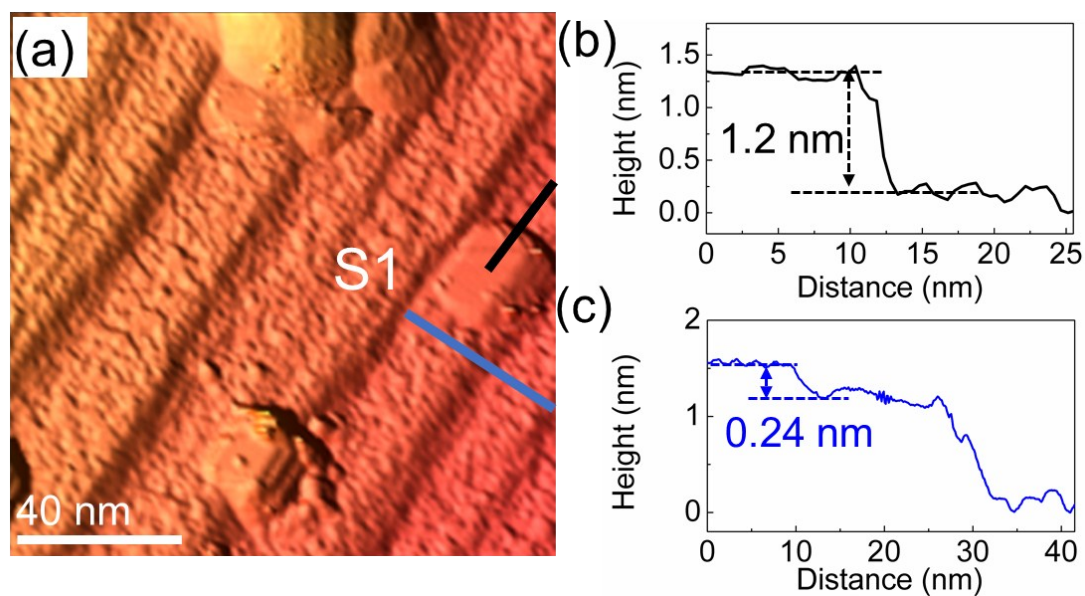 (a)
S1
40 nm
(b)
Height (nm)
1.5
1.0
0.5
0.0
1.2 nm
0 5 10 15 20 25
Distance (nm)
(c)
Height (nm)
2
1
0
0.24 nm
0 10 20 30 40
Distance (nm)